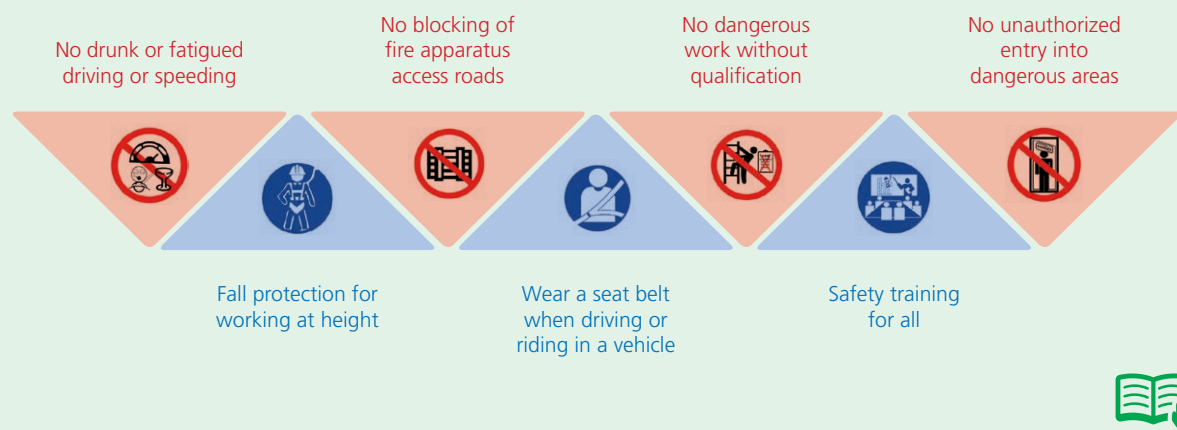 No drunk or fatigued
driving or speeding
No blocking of
fire apparatus
access roads
No dangerous
work without
qualification
No unauthorized
entry into
dangerous areas
Fall protection for
working at height
Wear a seat belt
when driving or
riding in a vehicle
Safety training
for all